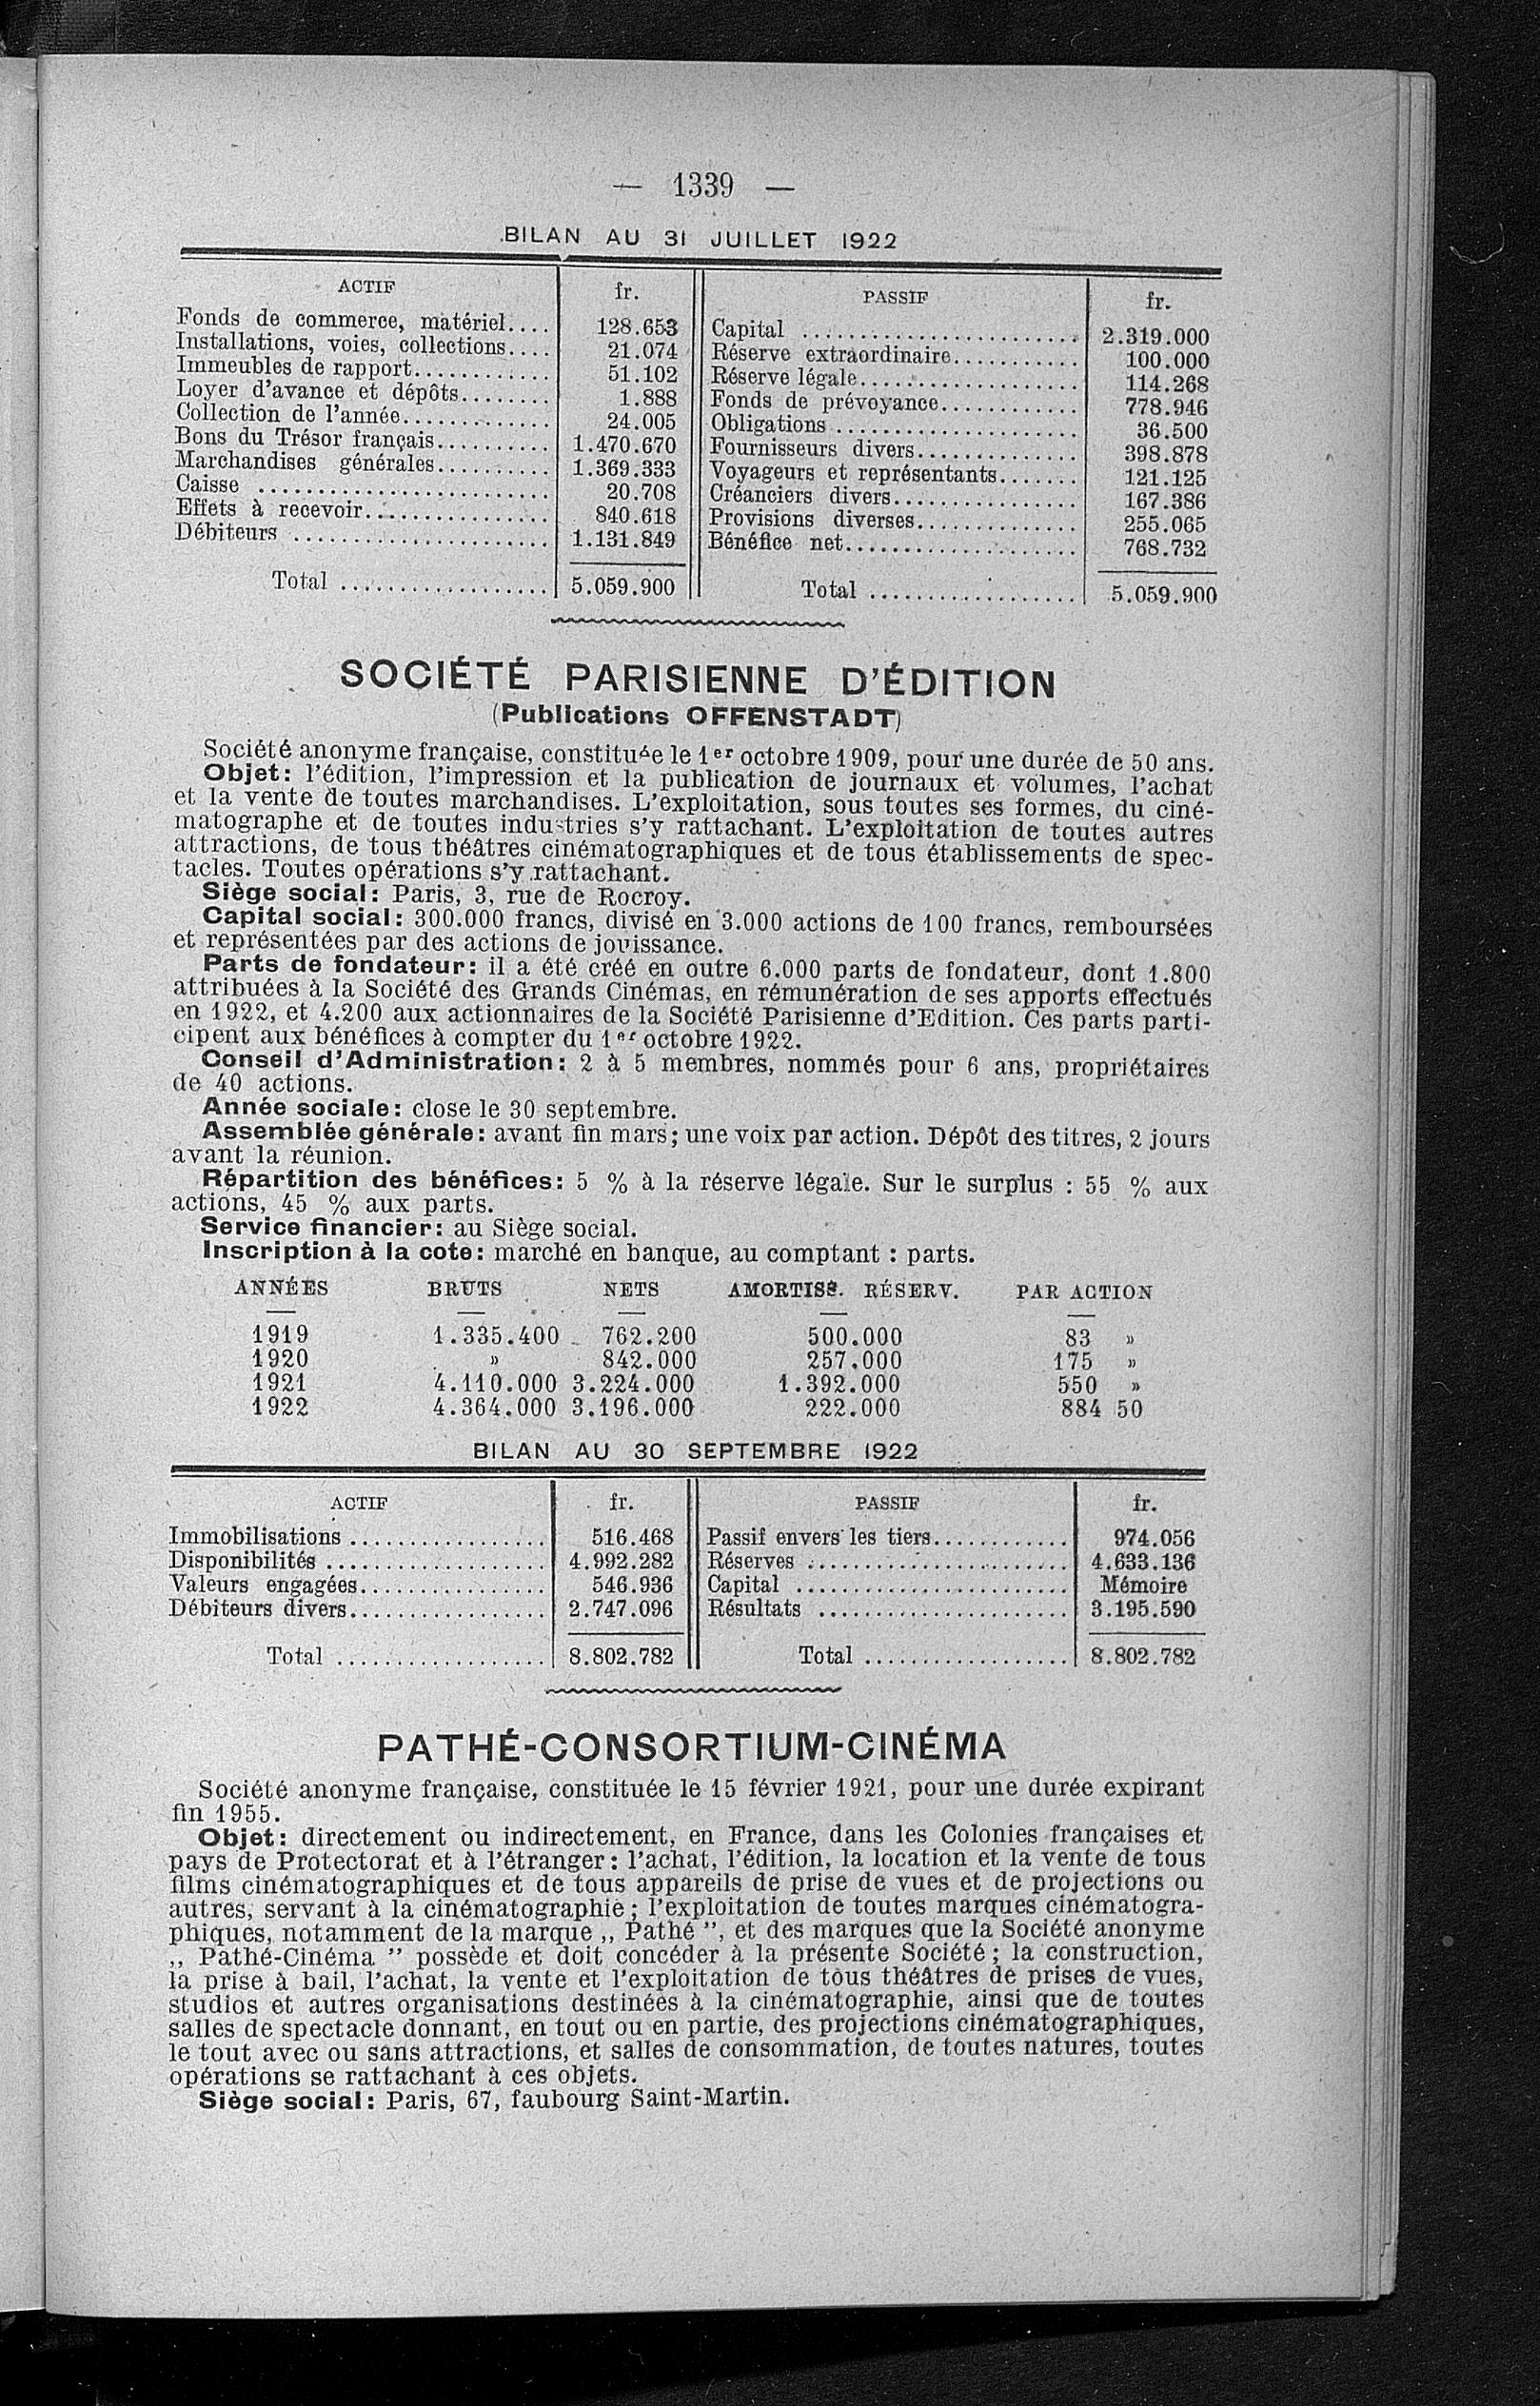 — 1339 —
BILAN AU 31 JUILLET 1922
ACTIF fr. PASSIF fr.
Fonds de commerce, matériel.... 128.653 Capital ........................ 2.319.000
Installations, voies, collections.... 21.074 Réserve extraordinaire........... 100.000
Immeubles de rapport............ 51.102 Réserve légale................... 114.268
Loyer d'avance et dépôts........ 1.888 Fonds de prévoyance............ 778.946
Collection de l'année............. 24.005 Obligations ..................... 36.500
Bons du Trésor français.......... 1.470.670 Fournisseurs divers.............. 398.878
Marchandises générales.......... 1.369.333 Voyageurs et représentants....... 121.125
Caisse ......................... 20.708 Créanciers divers................ 167.386
Effets à recevoir................ 840.618 Provisions diverses.............. 255.065
Débiteurs ...................... 1.131.849 Bénéfice net.................... 768.732
Total .................. 5.059.900 Total .................. 5.059.900
SOCIÉTÉ PARISIENNE D'ÉDITION
(Publications OFFENSTADT)
Société anonyme française, constituée le 1er octobre 1909, pour une durée de 50 ans.
Objet: l'édition, l'impression et la publication de journaux et volumes, l'achat
et la vente de toutes marchandises. L'exploitation, sous toutes ses formes, du ciné-
matographe et de toutes industries s'y rattachant. L'exploitation de toutes autres
attractions, de tous théâtres cinématographiques et de tous établissements de spec-
tacles. Toutes opérations s'y rattachant.
Siège social: Paris, 3, rue de Rocroy.
Capital social: 300.000 francs, divisé en 3.000 actions de 100 francs, remboursées
et représentées par des actions de jouissance.
Parts de fondateur: il a été créé en outre 6.000 parts de fondateur, dont 1.800
attribuées à la Société des Grands Cinémas, en rémunération de ses apports effectués
en 1922, et 4.200 aux actionnaires de la Société Parisienne d'Edition. Ces parts parti-
cipent aux bénéfices à compter du 1er octobre 1922.
Conseil d'Administration: 2 à 5 membres, nommés pour 6 ans, propriétaires
de 40 actions.
Année sociale: close le 30 septembre.
Assemblée générale: avant fin mars; une voix par action. Dépôt des titres, 2 jours
avant la réunion.
Répartition des bénéfices: 5 % à la réserve légale. Sur le surplus : 55 % aux
actions, 45 % aux parts.
Service financier: au Siège social.
Inscription à la cote: marché en banque, au comptant : parts.
ANNÉES BRUTS NETS AMORTISS. RÉSERV. PAR ACTION
1919 1.335.400 762.200 500.000 83 »
1920 » 842.000 257.000 175 »
1921 4.110.000 3.224.000 1.392.000 550 »
1922 4.364.000 3.196.000 222.000 884 50
BILAN AU 30 SEPTEMBRE 1922
ACTIF fr. PASSIF fr.
Immobilisations ................. 516.468 Passif envers les tiers............ 974.056
Disponibilités ................... 4.992.282 Réserves ....................... 4.633.136
Valeurs engagées................ 546.936 Capital ........................ Mémoire
Débiteurs divers................. 2.747.096 Résultats ...................... 3.195.590
Total .................. 8.802.782 Total .................. 8.802.782
PATHÉ-CONSORTIUM-CINÉMA
Société anonyme française, constituée le 15 février 1921, pour une durée expirant
fin 1955.
Objet: directement ou indirectement, en France, dans les Colonies françaises et
pays de Protectorat et à l'étranger: l'achat, l'édition, la location et la vente de tous
films cinématographiques et de tous appareils de prise de vues et de projections ou
autres, servant à la cinématographie; l'exploitation de toutes marques cinématogra-
phiques, notamment de la marque „ Pathé ”, et des marques que la Société anonyme
„ Pathé-Cinéma ” possède et doit concéder à la présente Société; la construction,
la prise à bail, l'achat, la vente et l'exploitation de tous théâtres de prises de vues,
studios et autres organisations destinées à la cinématographie, ainsi que de toutes
salles de spectacle donnant, en tout ou en partie, des projections cinématographiques,
le tout avec ou sans attractions, et salles de consommation, de toutes natures, toutes
opérations se rattachant à ces objets.
Siège social: Paris, 67, faubourg Saint-Martin.